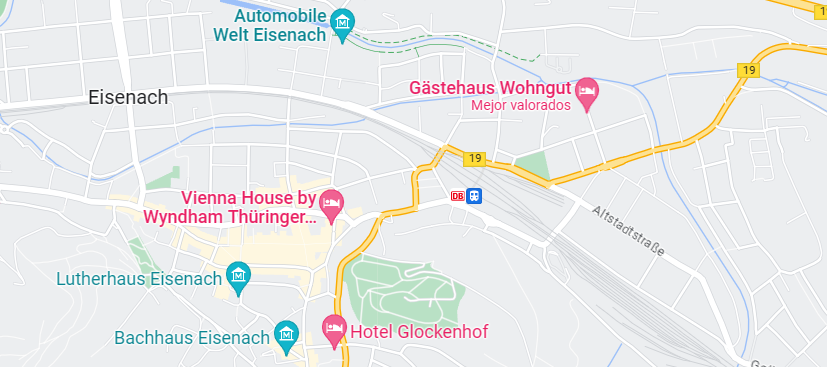 Automobile
Welt Eisenach
1
19
Gästehaus Wohngut
Mejor valorados
Eisenach
19
Vienna House by
Wyndham Thüringer...
DB
Altstadtstraße
Lutherhaus Eisenach
Bachhaus Eisenach
Hotel Glockenhof